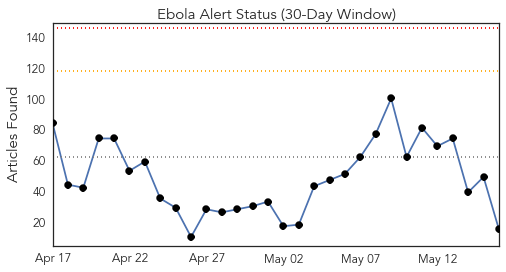 Ebola Alert Status (30-Day Window)
Articles Found
140
120
100
80
60
40
20
Apr 17 Apr 22 Apr 27 May 02 May 07 May 12